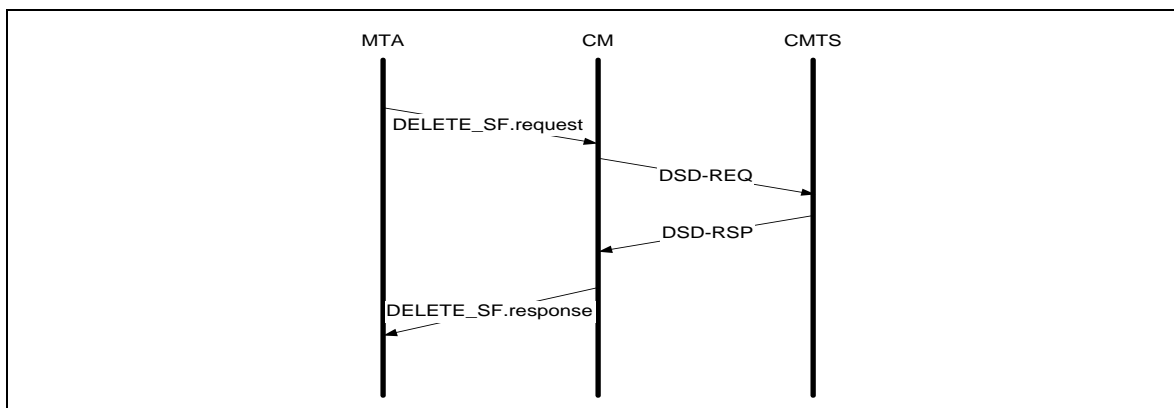 MTA CM CMTS
DELETE_SF.request
DSD-REQ
DSD-RSP
DELETE_SF.response